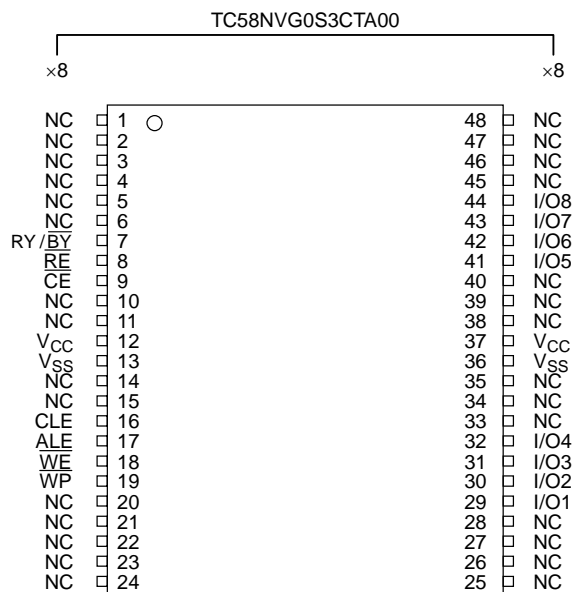 TC58NVG0S3CTA00
×8 ×8
NC 1 48 NC
NC 2 47 NC
NC 3 46 NC
NC 4 45 NC
NC 5 44 I/O8
NC 6 43 I/O7
RY/B̅Y̅ 7 42 I/O6
R̅E̅ 8 41 I/O5
C̅E̅ 9 40 NC
NC 10 39 NC
NC 11 38 NC
VCC 12 37 VCC
VSS 13 36 VSS
NC 14 35 NC
NC 15 34 NC
CLE 16 33 NC
ALE 17 32 I/O4
W̅E̅ 18 31 I/O3
W̅P̅ 19 30 I/O2
NC 20 29 I/O1
NC 21 28 NC
NC 22 27 NC
NC 23 26 NC
NC 24 25 NC